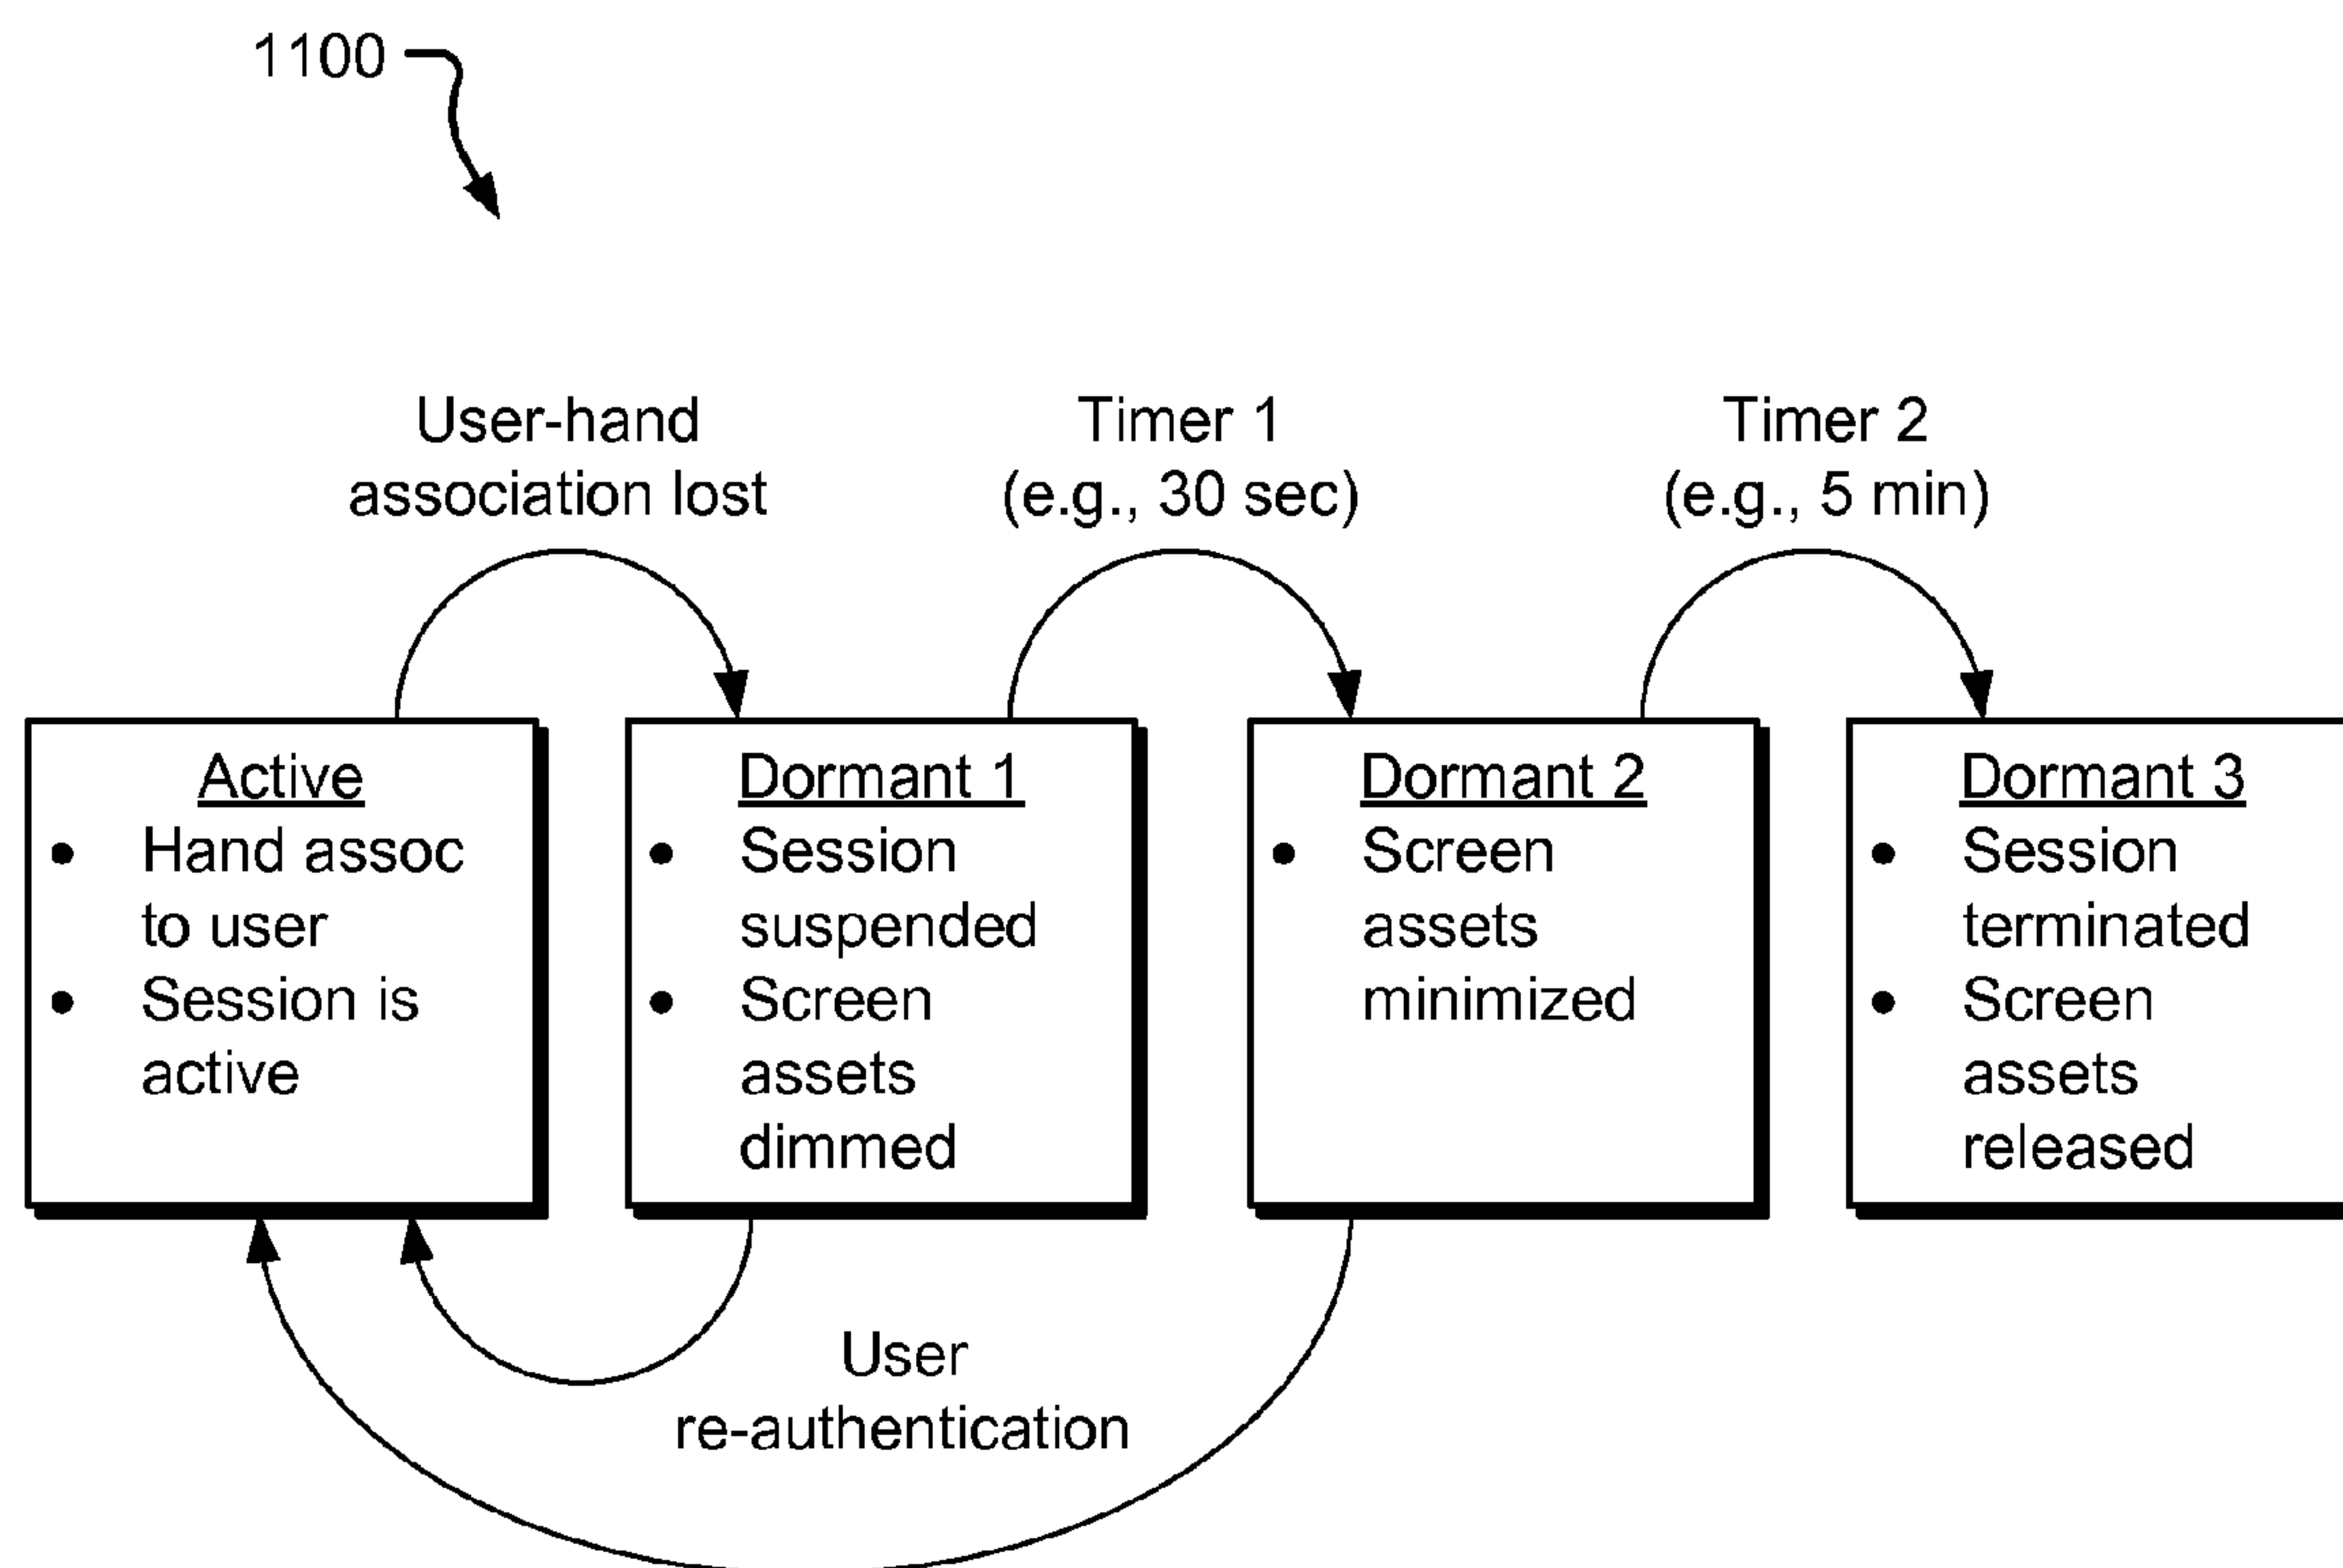 1100
User-hand
association lost
Timer 1
(e.g., 30 sec)
Timer 2
(e.g., 5 min)
Active
• Hand assoc
to user
• Session is
active
Dormant 1
• Session
suspended
• Screen
assets
dimmed
Dormant 2
• Screen
assets
minimized
Dormant 3
• Session
terminated
• Screen
assets
released
User
re-authentication